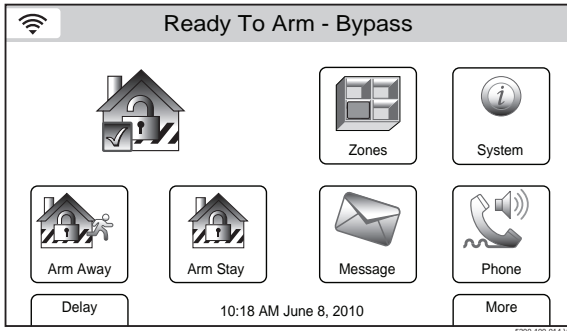 Ready To Arm - Bypass
Zones
System
Arm Away
Arm Stay
Message
Phone
Delay
10:18 AM June 8, 2010
More